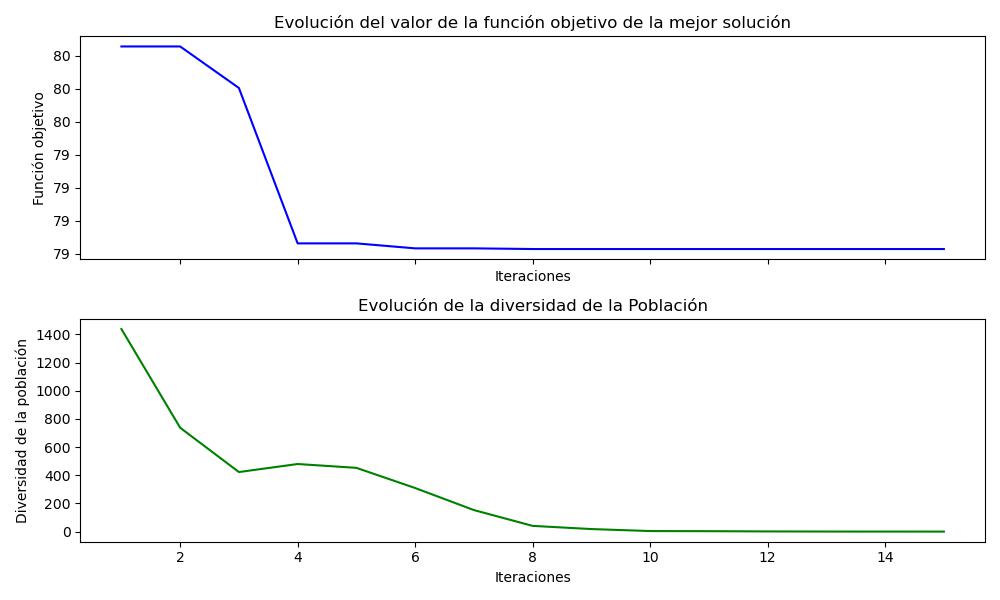 Evolución del valor de la función objetivo de la mejor solución
Función objetivo
80
80
80
79
79
79
79
Iteraciones
Evolución de la diversidad de la Población
Diversidad de la población
1400
1200
1000
800
600
400
200
0
2 4 6 8 10 12 14
Iteraciones